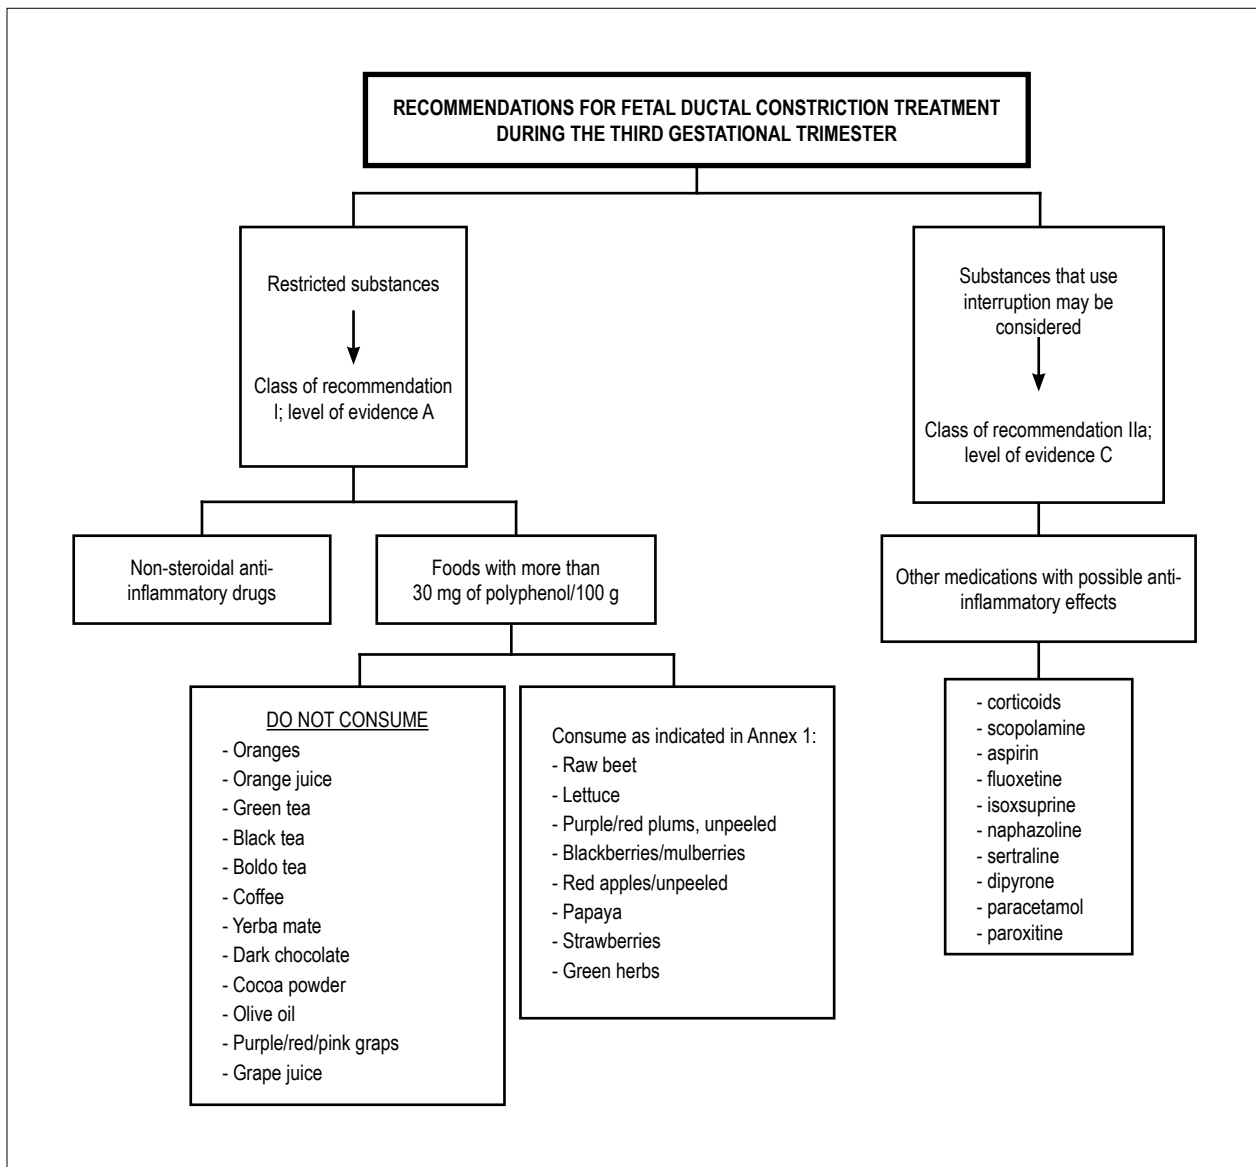 RECOMMENDATIONS FOR FETAL DUCTAL CONSTRICTION TREATMENT
DURING THE THIRD GESTATIONAL TRIMESTER
Restricted substances
Class of recommendation
I; level of evidence A
Non-steroidal anti-
inflammatory drugs
Foods with more than
30 mg of polyphenol/100 g
DO NOT CONSUME
- Oranges
- Orange juice
- Green tea
- Black tea
- Boldo tea
- Coffee
- Yerba mate
- Dark chocolate
- Cocoa powder
- Olive oil
- Purple/red/pink graps
- Grape juice
Consume as indicated in Annex 1:
- Raw beet
- Lettuce
- Purple/red plums, unpeeled
- Blackberries/mulberries
- Red apples/unpeeled
- Papaya
- Strawberries
- Green herbs
Substances that use
interruption may be
considered
Class of recommendation IIa;
level of evidence C
Other medications with possible anti-
inflammatory effects
- corticoids
- scopolamine
- aspirin
- fluoxetine
- isoxsuprine
- naphazoline
- sertraline
- dipyrone
- paracetamol
- paroxitine